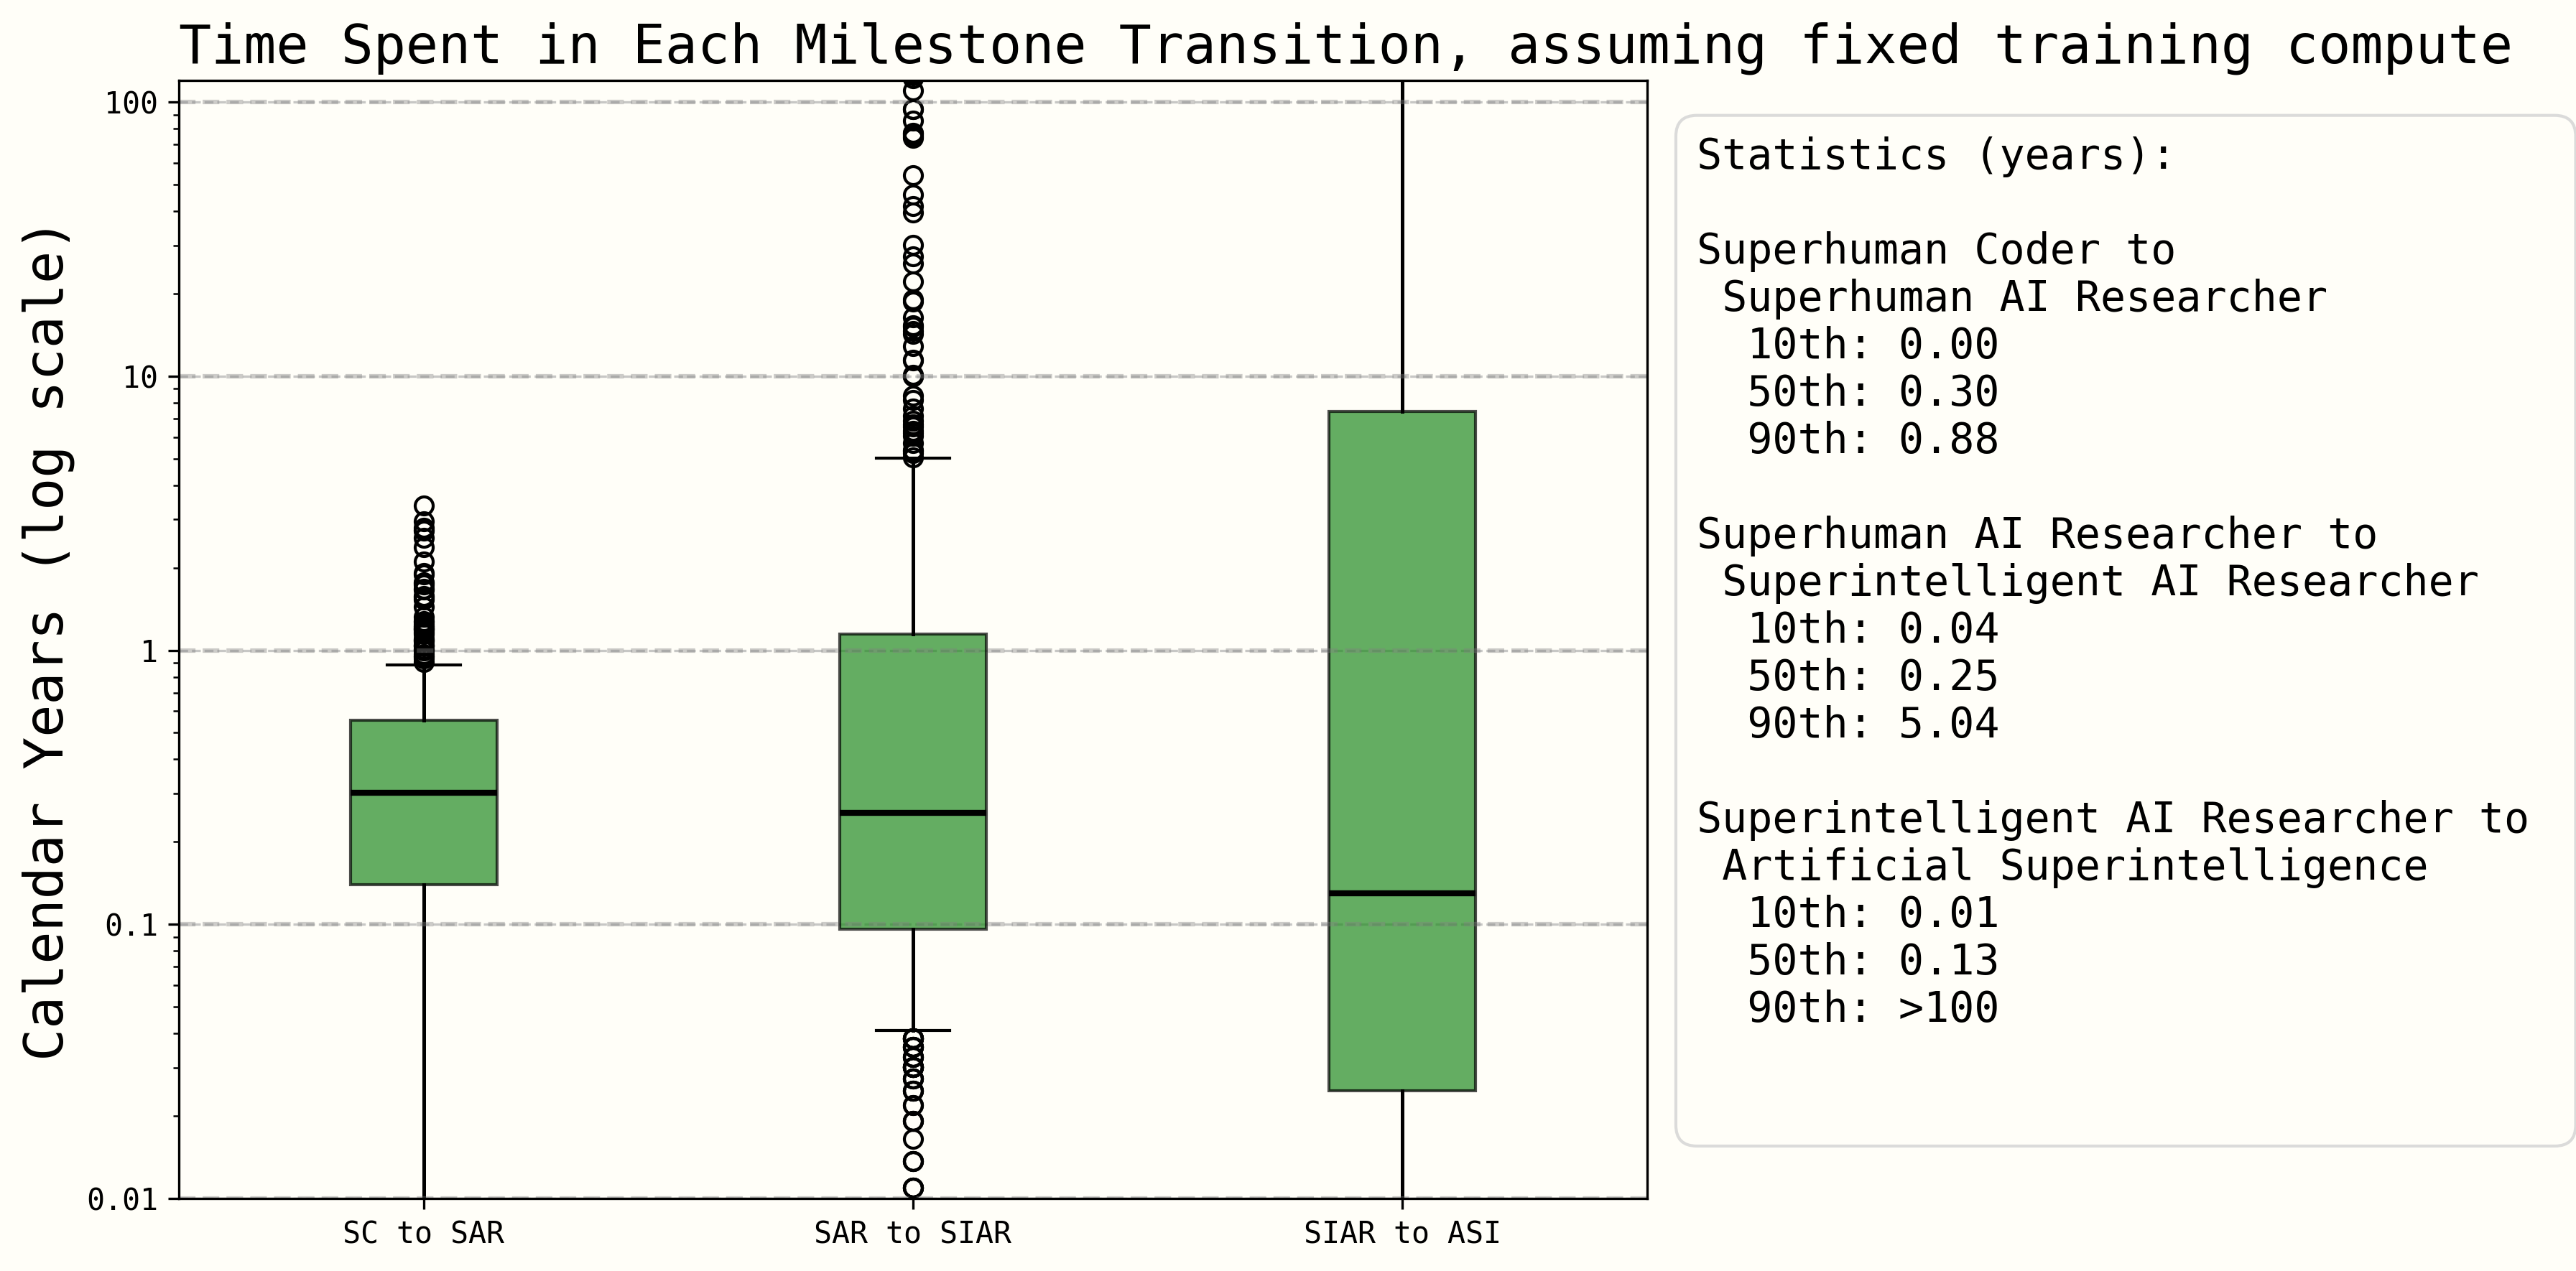 Time Spent in Each Milestone Transition, assuming fixed training compute
Calendar Years (log scale)
100
10
1
0.1
0.01
SC to SAR
SAR to SIAR
SIAR to ASI
Statistics (years):
Superhuman Coder to
Superhuman AI Researcher
10th: 0.00
50th: 0.30
90th: 0.88
Superhuman AI Researcher to
Superintelligent AI Researcher
10th: 0.04
50th: 0.25
90th: 5.04
Superintelligent AI Researcher to
Artificial Superintelligence
10th: 0.01
50th: 0.13
90th: >100